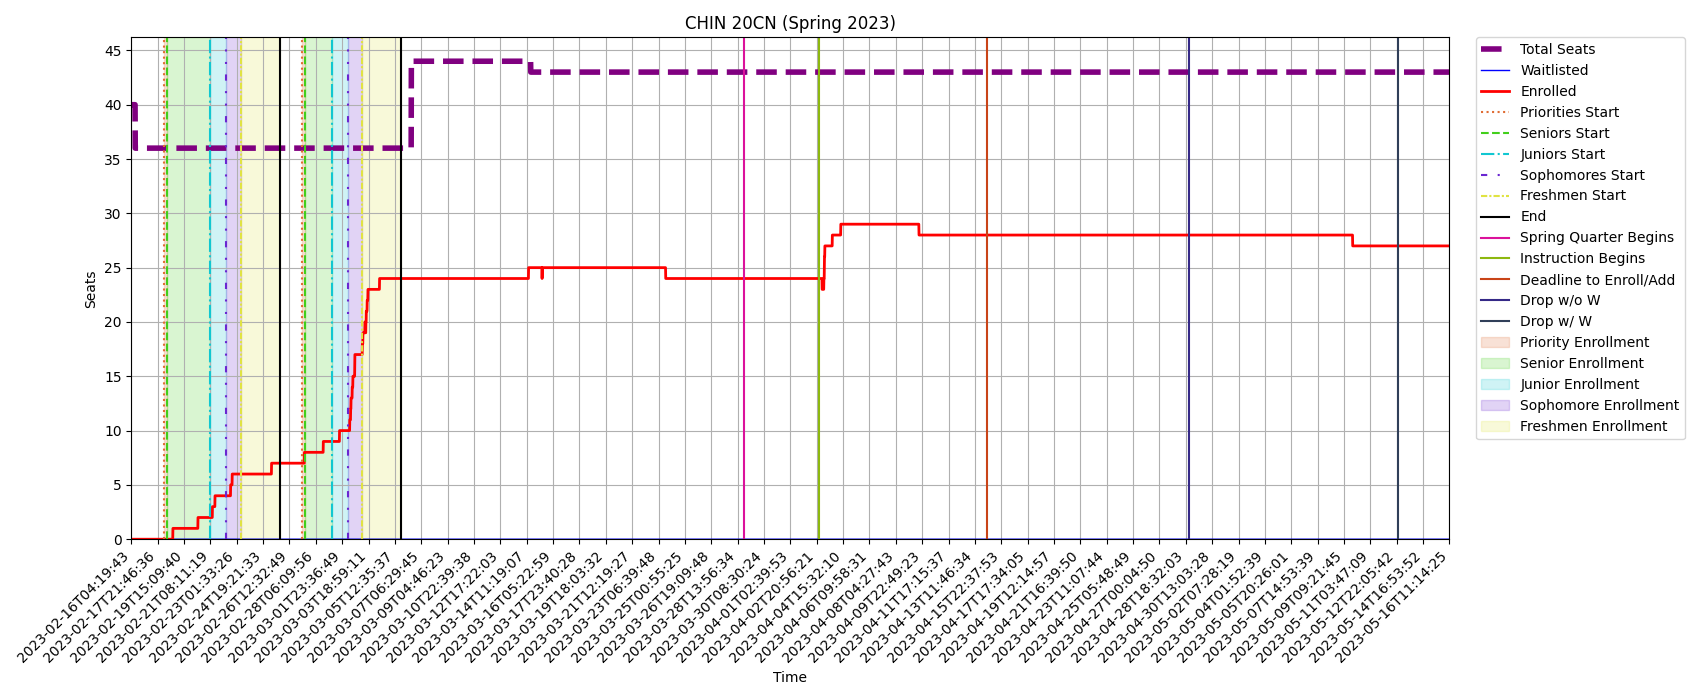 CHIN 20CN (Spring 2023)
Seats
45
40
35
30
25
20
15
10
5
0
2023-02-16T04:19:43
2023-02-17T21:46:36
2023-02-19T15:09:40
2023-02-21T08:11:19
2023-02-23T01:33:26
2023-02-24T19:21:33
2023-02-26T12:32:49
2023-02-28T06:09:56
2023-03-01T23:36:49
2023-03-03T18:59:11
2023-03-05T12:35:37
2023-03-07T06:29:45
2023-03-09T04:46:23
2023-03-10T22:39:38
2023-03-12T17:22:03
2023-03-14T11:19:07
2023-03-16T05:22:59
2023-03-17T23:40:28
2023-03-19T18:03:32
2023-03-21T12:19:27
2023-03-23T06:39:48
2023-03-25T00:55:25
2023-03-26T19:09:48
2023-03-28T13:56:34
2023-03-30T08:30:24
2023-04-01T02:39:53
2023-04-02T20:56:21
2023-04-04T15:32:10
2023-04-06T09:58:31
2023-04-08T04:27:43
2023-04-09T22:49:23
2023-04-11T17:15:37
2023-04-13T11:46:34
2023-04-15T22:37:53
2023-04-17T17:34:05
2023-04-19T12:14:57
2023-04-21T16:39:50
2023-04-23T11:07:44
2023-04-25T05:48:49
2023-04-27T00:04:50
2023-04-28T18:32:03
2023-04-30T13:03:28
2023-05-02T07:28:19
2023-05-04T01:52:39
2023-05-05T20:26:01
2023-05-07T14:53:39
2023-05-09T09:21:45
2023-05-11T03:47:09
2023-05-12T22:05:42
2023-05-14T16:53:52
2023-05-16T11:14:25
Time
Total Seats
Waitlisted
Enrolled
Priorities Start
Seniors Start
Juniors Start
Sophomores Start
Freshmen Start
End
Spring Quarter Begins
Instruction Begins
Deadline to Enroll/Add
Drop w/o W
Drop w/ W
Priority Enrollment
Senior Enrollment
Junior Enrollment
Sophomore Enrollment
Freshmen Enrollment